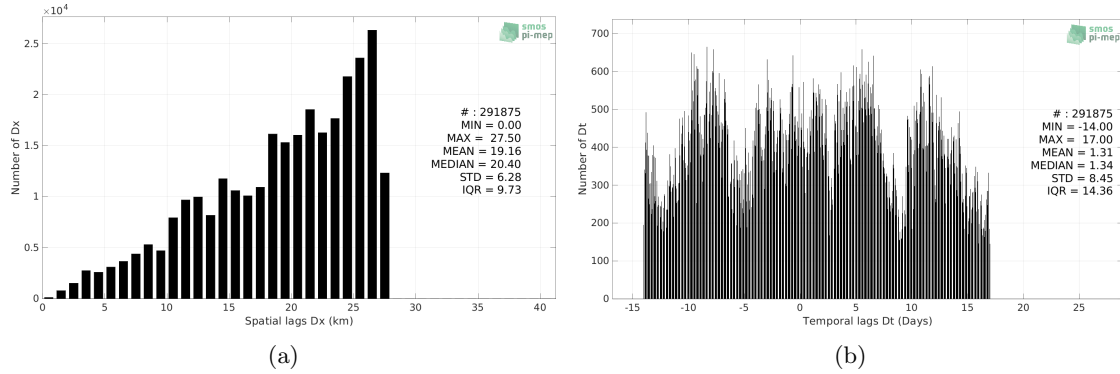 ×10⁴
2.5
2
1.5
1
0.5
0
0 5 10 15 20 25 30 35 40
Number of Dx
Spatial lags Dx (km)
smos
pi-mep
# : 291875
MIN = 0.00
MAX = 27.50
MEAN = 19.16
MEDIAN = 20.40
STD = 6.28
IQR = 9.73
(a)
700
600
500
400
300
200
100
0
-15 -10 -5 0 5 10 15 20 25
Number of Dt
Temporal lags Dt (Days)
smos
pi-mep
# : 291875
MIN = -14.00
MAX = 17.00
MEAN = 1.31
MEDIAN = 1.34
STD = 8.45
IQR = 14.36
(b)